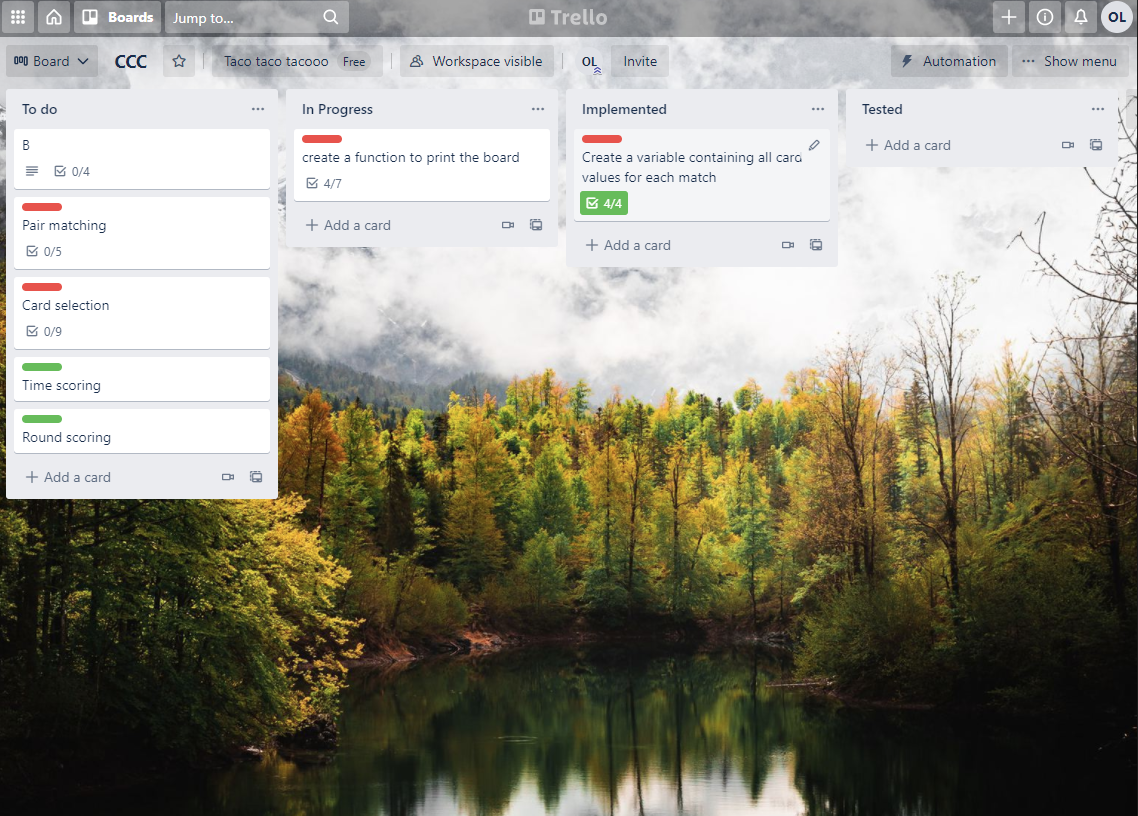 Boards
Jump to...
Trello
OL
Board
CCC
Taco taco tacooo Free
Workspace visible
OL
Invite
Automation
Show menu
To do
B
0/4
Pair matching
0/5
Card selection
0/9
Time scoring
Round scoring
Add a card
In Progress
create a function to print the board
4/7
Add a card
Implemented
Create a variable containing all card
values for each match
4/4
Add a card
Tested
Add a card